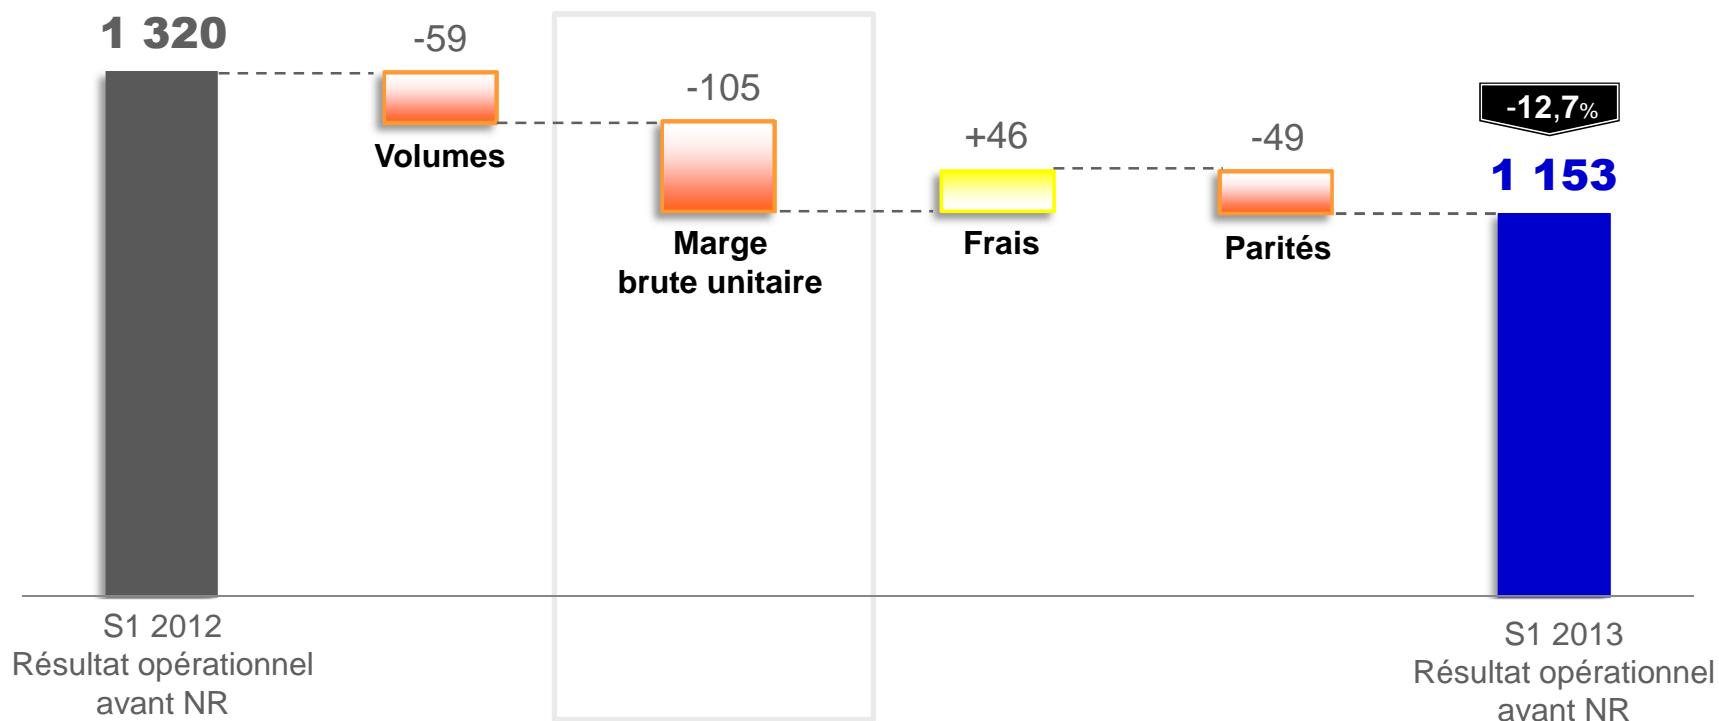 1 320
-59
-105
+46
-49
-12,7%
1 153
Volumes
Marge
brute unitaire
Frais
Parités
S1 2012
Résultat opérationnel
avant NR
S1 2013
Résultat opérationnel
avant NR